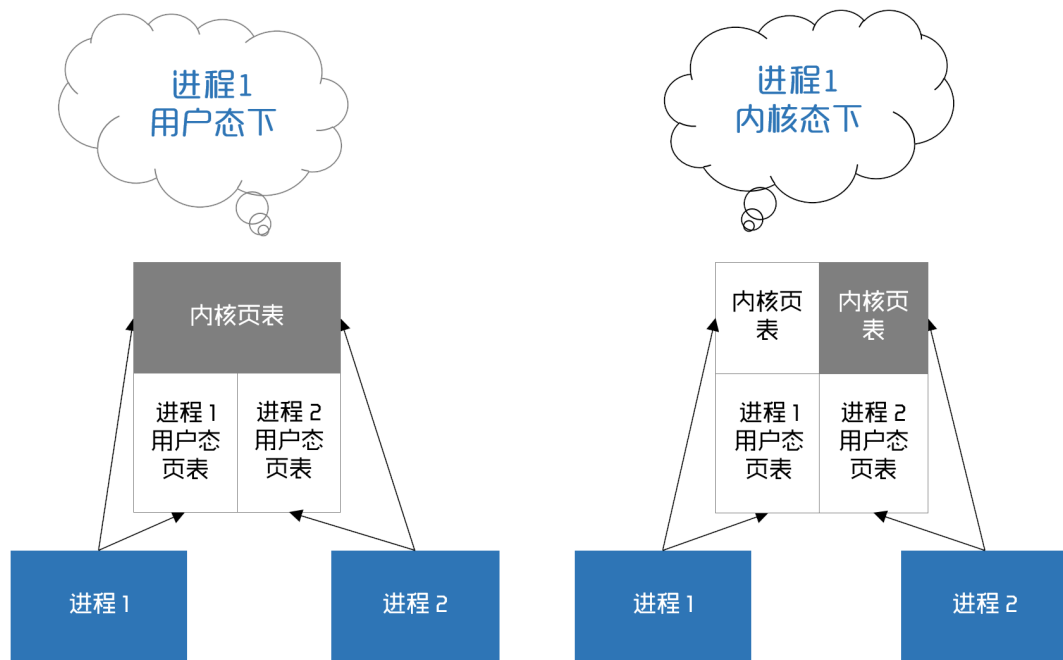 进程1
用户态下
进程1
内核态下
内核页表
进程 1
用户态
页表
进程 2
用户态
页表
进程 1
进程 2
内核页
表
内核页
表
进程 1
用户态
页表
进程 2
用户态
页表
进程 1
进程 2